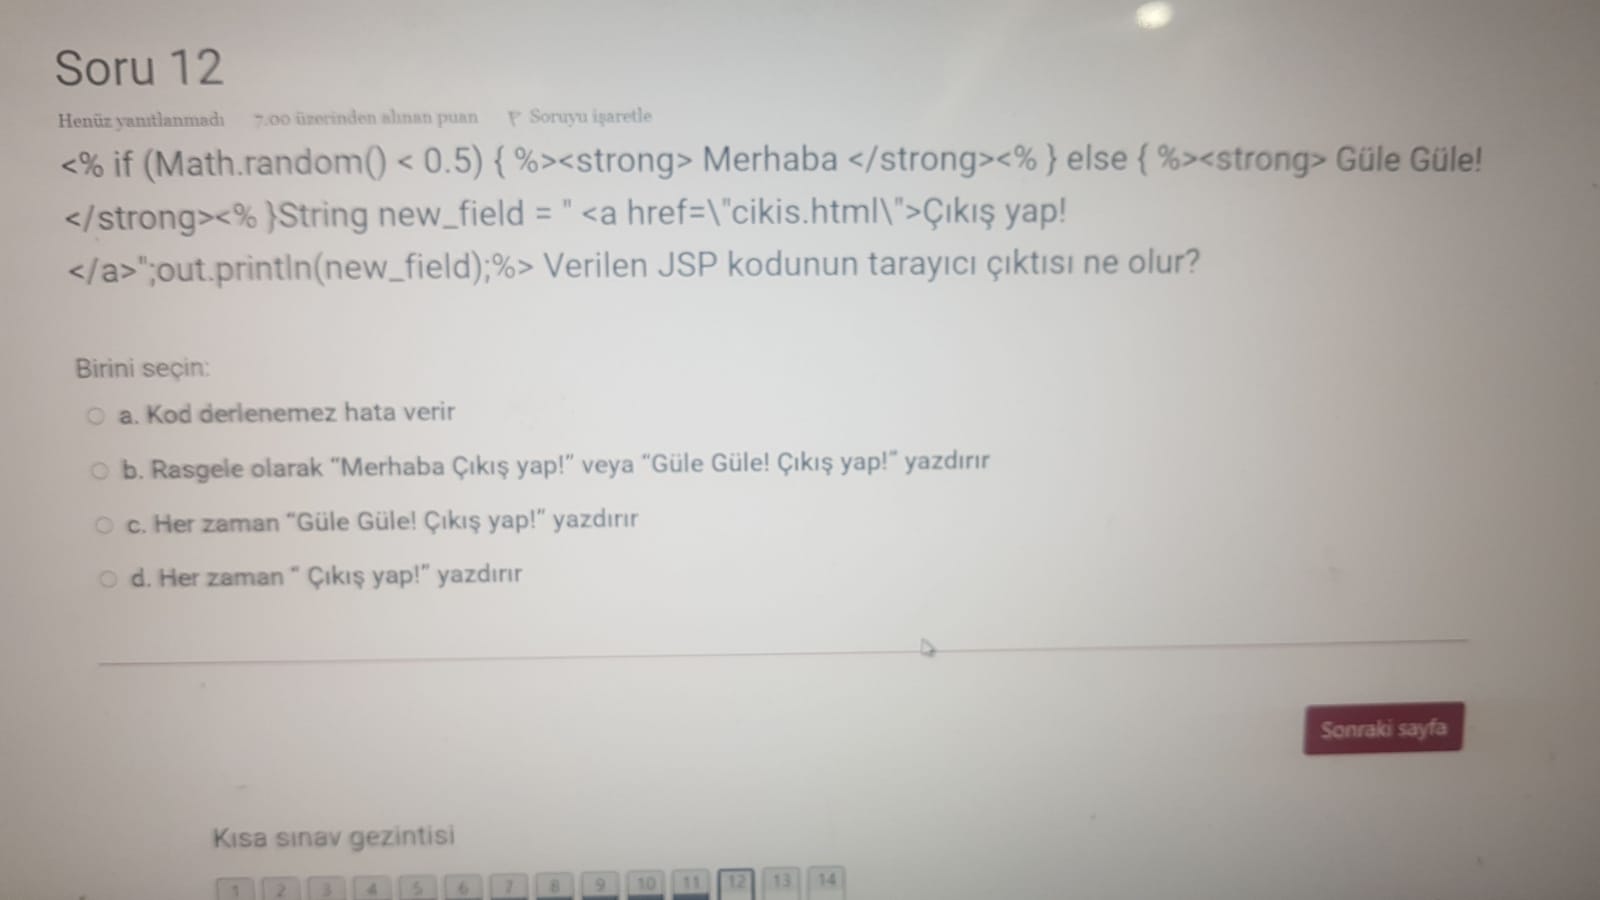 Soru 12
Henüz yanıtlanmadı 7.00 üzerinden alınan puan Soruyu işaretle
<% if (Math.random() < 0.5) { %><strong> Merhaba </strong><% } else { %><strong> Güle Güle!
</strong><% }String new_field = " <a href=\"cikis.html\">Çıkış yap!
</a>";out.println(new_field);%> Verilen JSP kodunun tarayıcı çıktısı ne olur?
Birini seçin:
a. Kod derlenemez hata verir
b. Rasgele olarak “Merhaba Çıkış yap!” veya “Güle Güle! Çıkış yap!” yazdırır
c. Her zaman “Güle Güle! Çıkış yap!” yazdırır
d. Her zaman “ Çıkış yap!” yazdırır
Sonraki sayfa
Kısa sınav gezintisi
1 2 3 4 5 6 7 8 9 10 11 12 13 14